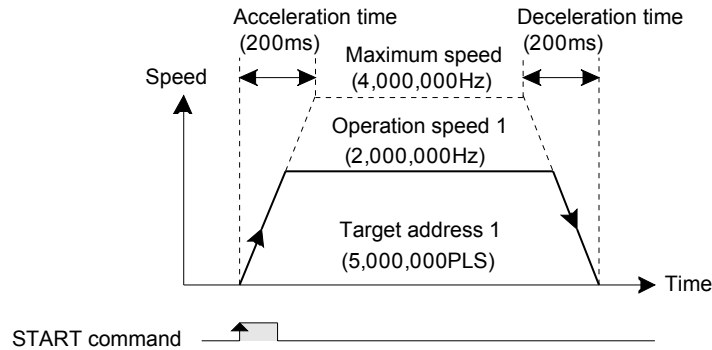 Acceleration time
(200ms)
Deceleration time
(200ms)
Maximum speed
(4,000,000Hz)
Speed
Operation speed 1
(2,000,000Hz)
Target address 1
(5,000,000PLS)
Time
START command